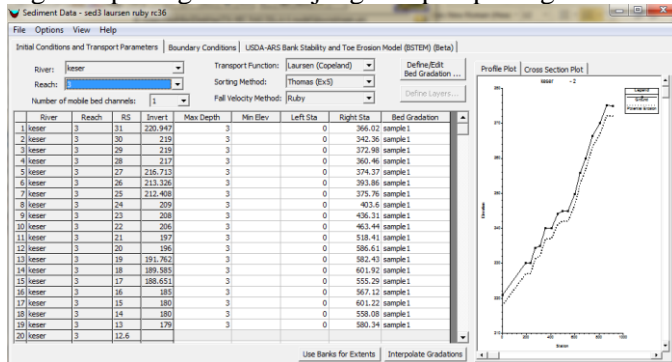 Sediment Data - sed3 laursen ruby rc36
File Options View Help
Initial Conditions and Transport Parameters Boundary Conditions USDA-ARS Bank Stability and Toe Erosion Model (BSTEM) (Beta)
River: keser Transport Function: Laursen (Copeland) Define/Edit Bed Gradation ...
Reach: 3 Sorting Method: Thomas (Ex5) Define Layers...
Number of mobile bed channels: 1 Fall Velocity Method: Ruby
Profile Plot Cross Section Plot
River Reach RS Invert Max Depth Min Elev Left Sta Right Sta Bed Gradation
1 keser 3 31 220.947 3 0 366.02 sample1
2 keser 3 30 219 3 0 342.36 sample1
3 keser 3 29 219 3 0 372.98 sample1
4 keser 3 28 217 3 0 360.46 sample1
5 keser 3 27 216.713 3 0 374.37 sample1
6 keser 3 26 213.326 3 0 393.86 sample1
7 keser 3 25 212.408 3 0 375.76 sample1
8 keser 3 24 209 3 0 403.6 sample1
9 keser 3 23 208 3 0 436.31 sample1
10 keser 3 22 206 3 0 463.44 sample1
11 keser 3 21 197 3 0 518.41 sample1
12 keser 3 20 196 3 0 586.61 sample1
13 keser 3 19 191.762 3 0 582.43 sample1
14 keser 3 18 189.585 3 0 601.92 sample1
15 keser 3 17 188.651 3 0 555.29 sample1
16 keser 3 16 185 3 0 567.12 sample1
17 keser 3 15 180 3 0 601.22 sample1
18 keser 3 14 180 3 0 558.08 sample1
19 keser 3 13 179 3 0 580.34 sample1
20 keser 3 12.6
Use Banks for Extents Interpolate Gradations
keser - 2
Legend
Potential Erosion